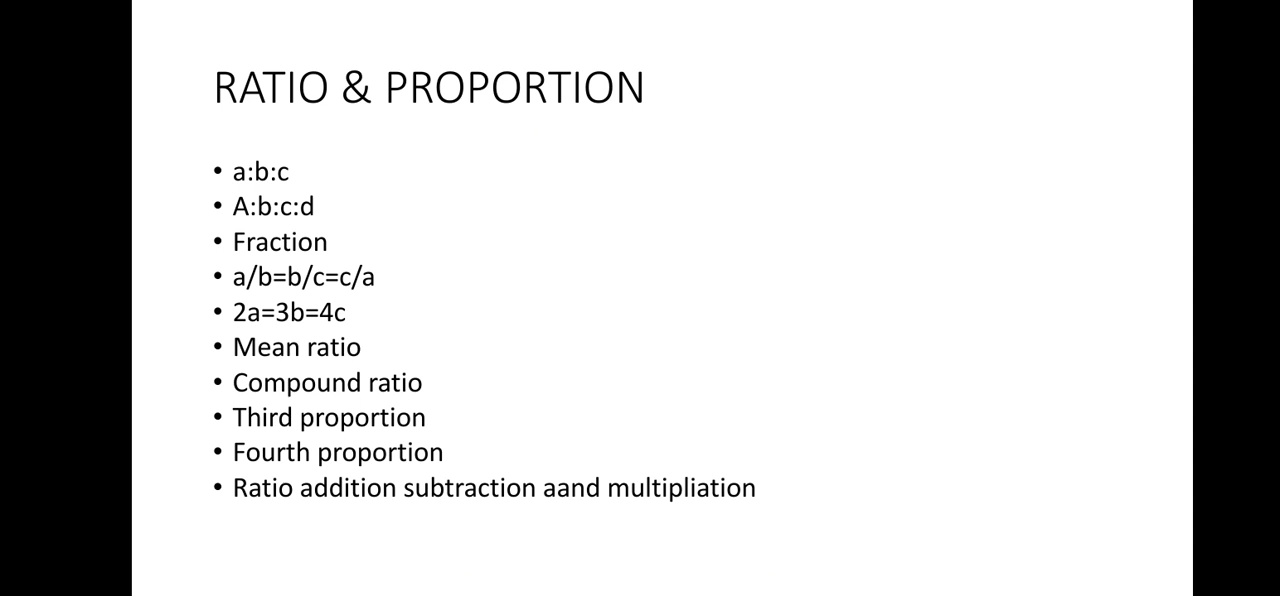 RATIO & PROPORTION
• a:b:c
• A:b:c:d
• Fraction
• a/b=b/c=c/a
• 2a=3b=4c
• Mean ratio
• Compound ratio
• Third proportion
• Fourth proportion
• Ratio addition subtraction aand multipliation